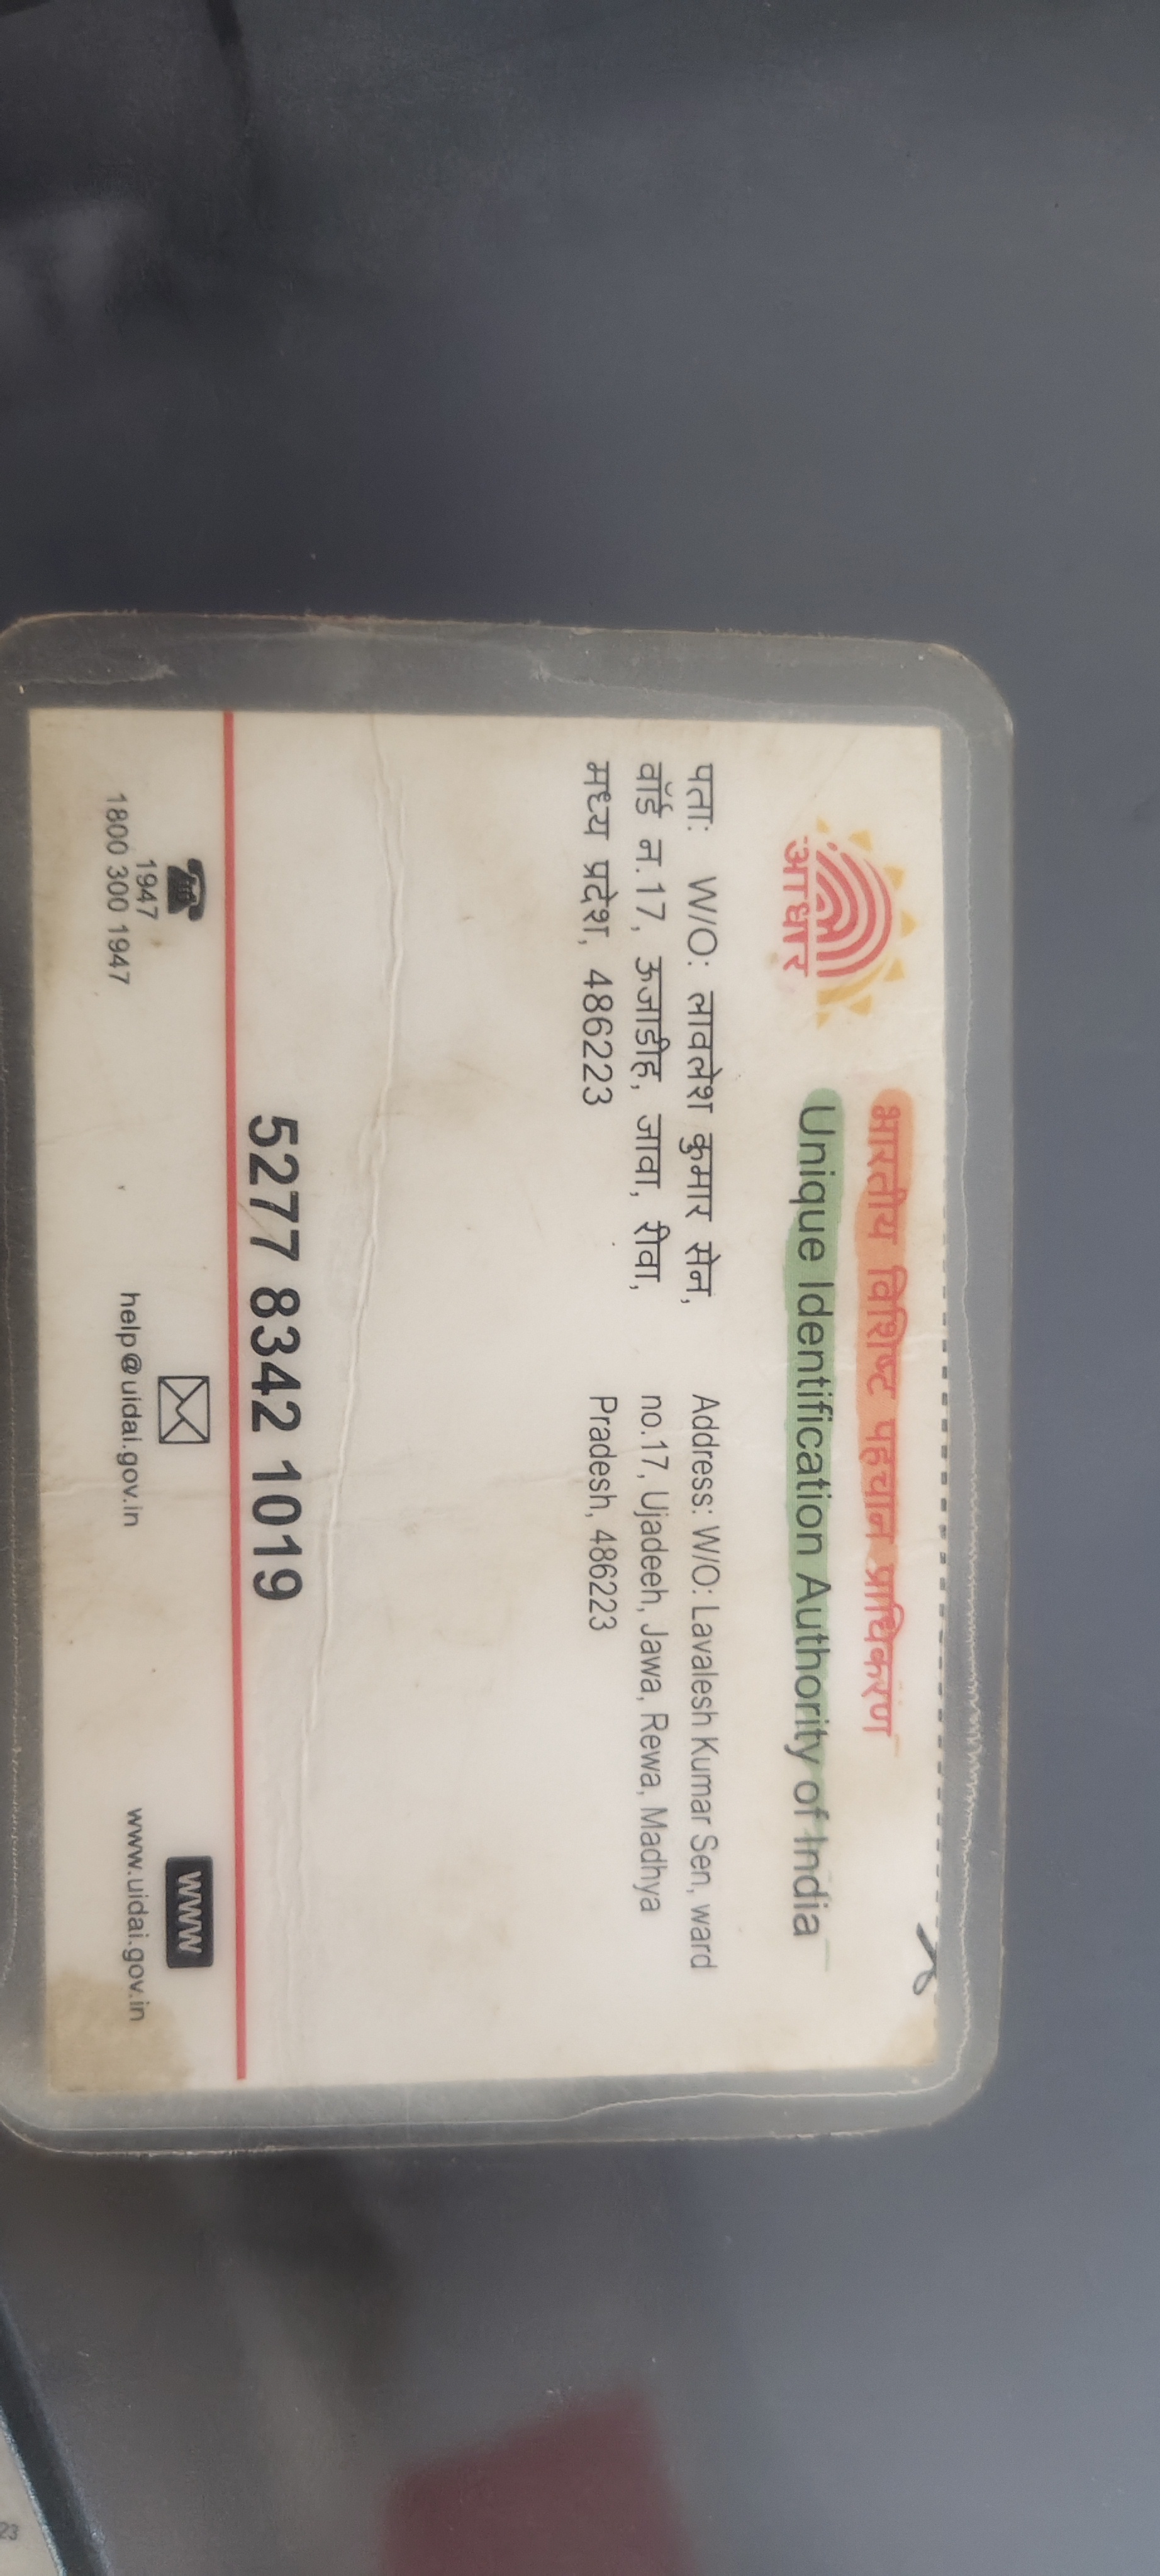 भारतीय विशिष्ट पहचान प्राधिकरण
Unique Identification Authority of India
आधार
पताः W/O: लावलेश कुमार सेन,
वॉर्ड न.17, ऊजाडीह, जावा, रीवा,
मध्य प्रदेश, 486223
Address: W/O: Lavalesh Kumar Sen, ward
no.17, Ujadeeh, Jawa, Rewa, Madhya
Pradesh, 486223
5277 8342 1019
1947
1800 300 1947
help@uidai.gov.in
WWW
www.uidai.gov.in
23